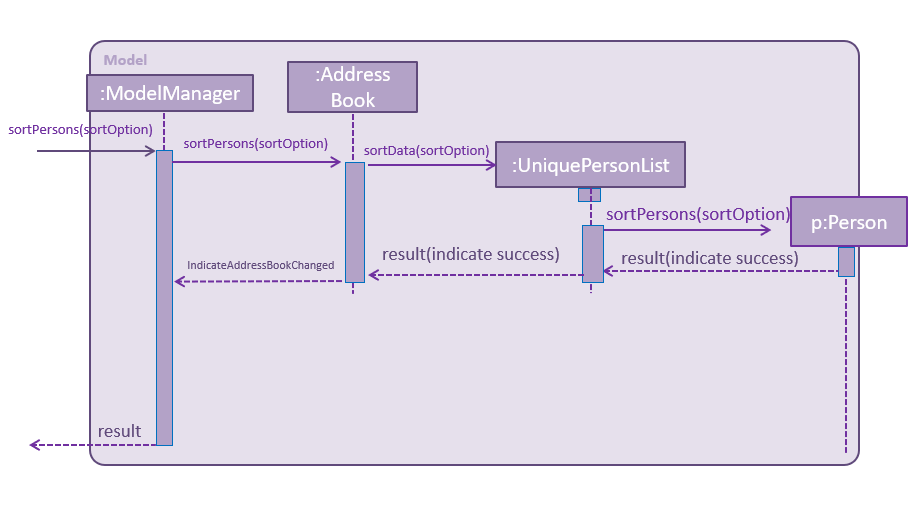 Model
:ModelManager
:Address
Book
sortPersons(sortOption)
sortPersons(sortOption)
sortData(sortOption)
:UniquePersonList
sortPersons(sortOption)
p:Person
result(indicate success)
result(indicate success)
IndicateAddressBookChanged
result